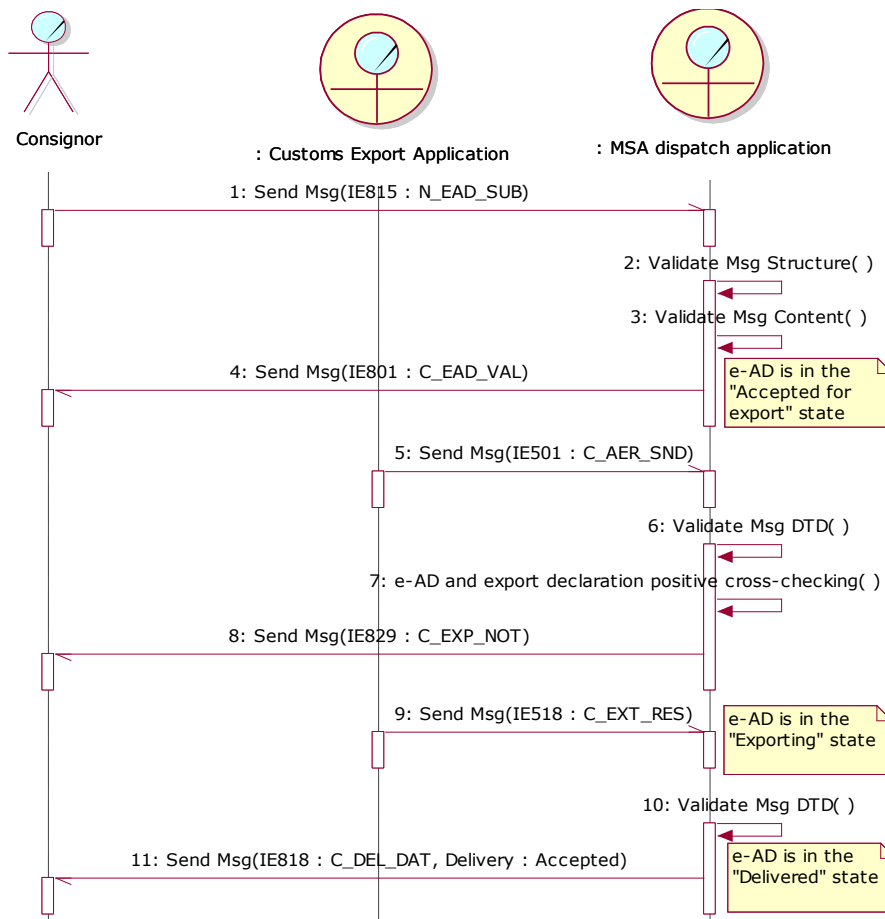 Consignor
: Customs Export Application
: MSA dispatch application
1: Send Msg(IE815 : N_EAD_SUB)
2: Validate Msg Structure( )
3: Validate Msg Content( )
4: Send Msg(IE801 : C_EAD_VAL)
e-AD is in the
"Accepted for
export" state
5: Send Msg(IE501 : C_AER_SND)
6: Validate Msg DTD( )
7: e-AD and export declaration positive cross-checking( )
8: Send Msg(IE829 : C_EXP_NOT)
9: Send Msg(IE518 : C_EXT_RES)
e-AD is in the
"Exporting" state
10: Validate Msg DTD( )
11: Send Msg(IE818 : C_DEL_DAT, Delivery : Accepted)
e-AD is in the
"Delivered" state